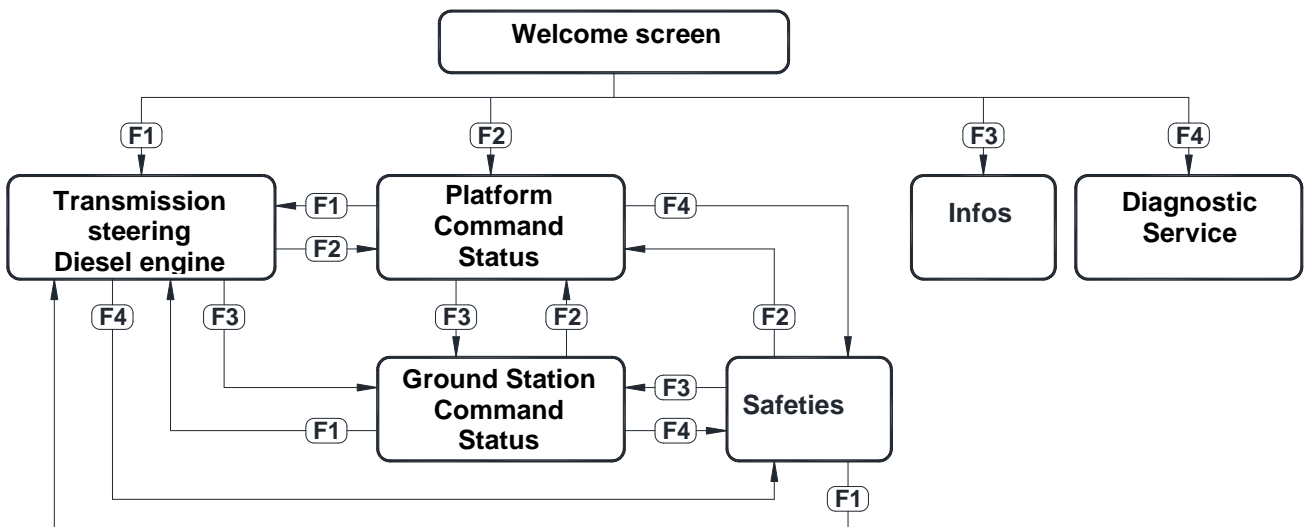 Welcome screen
F1
F2
F3
F4
Transmission
steering
Diesel engine
F1
F2
Platform
Command
Status
F4
Infos
Diagnostic
Service
F4
F3
F3
F2
F2
Ground Station
Command
Status
F1
F3
F4
Safeties
F1